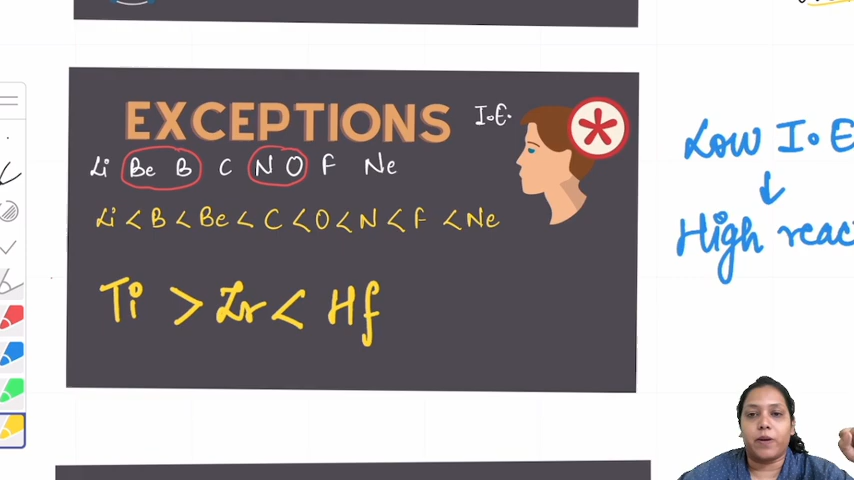 EXCEPTIONS I.E.
Li Be B C N O F Ne
Li < B < Be < C < O < N < F < Ne
Ti > Zr < Hf
Low I.E
↓
High reac